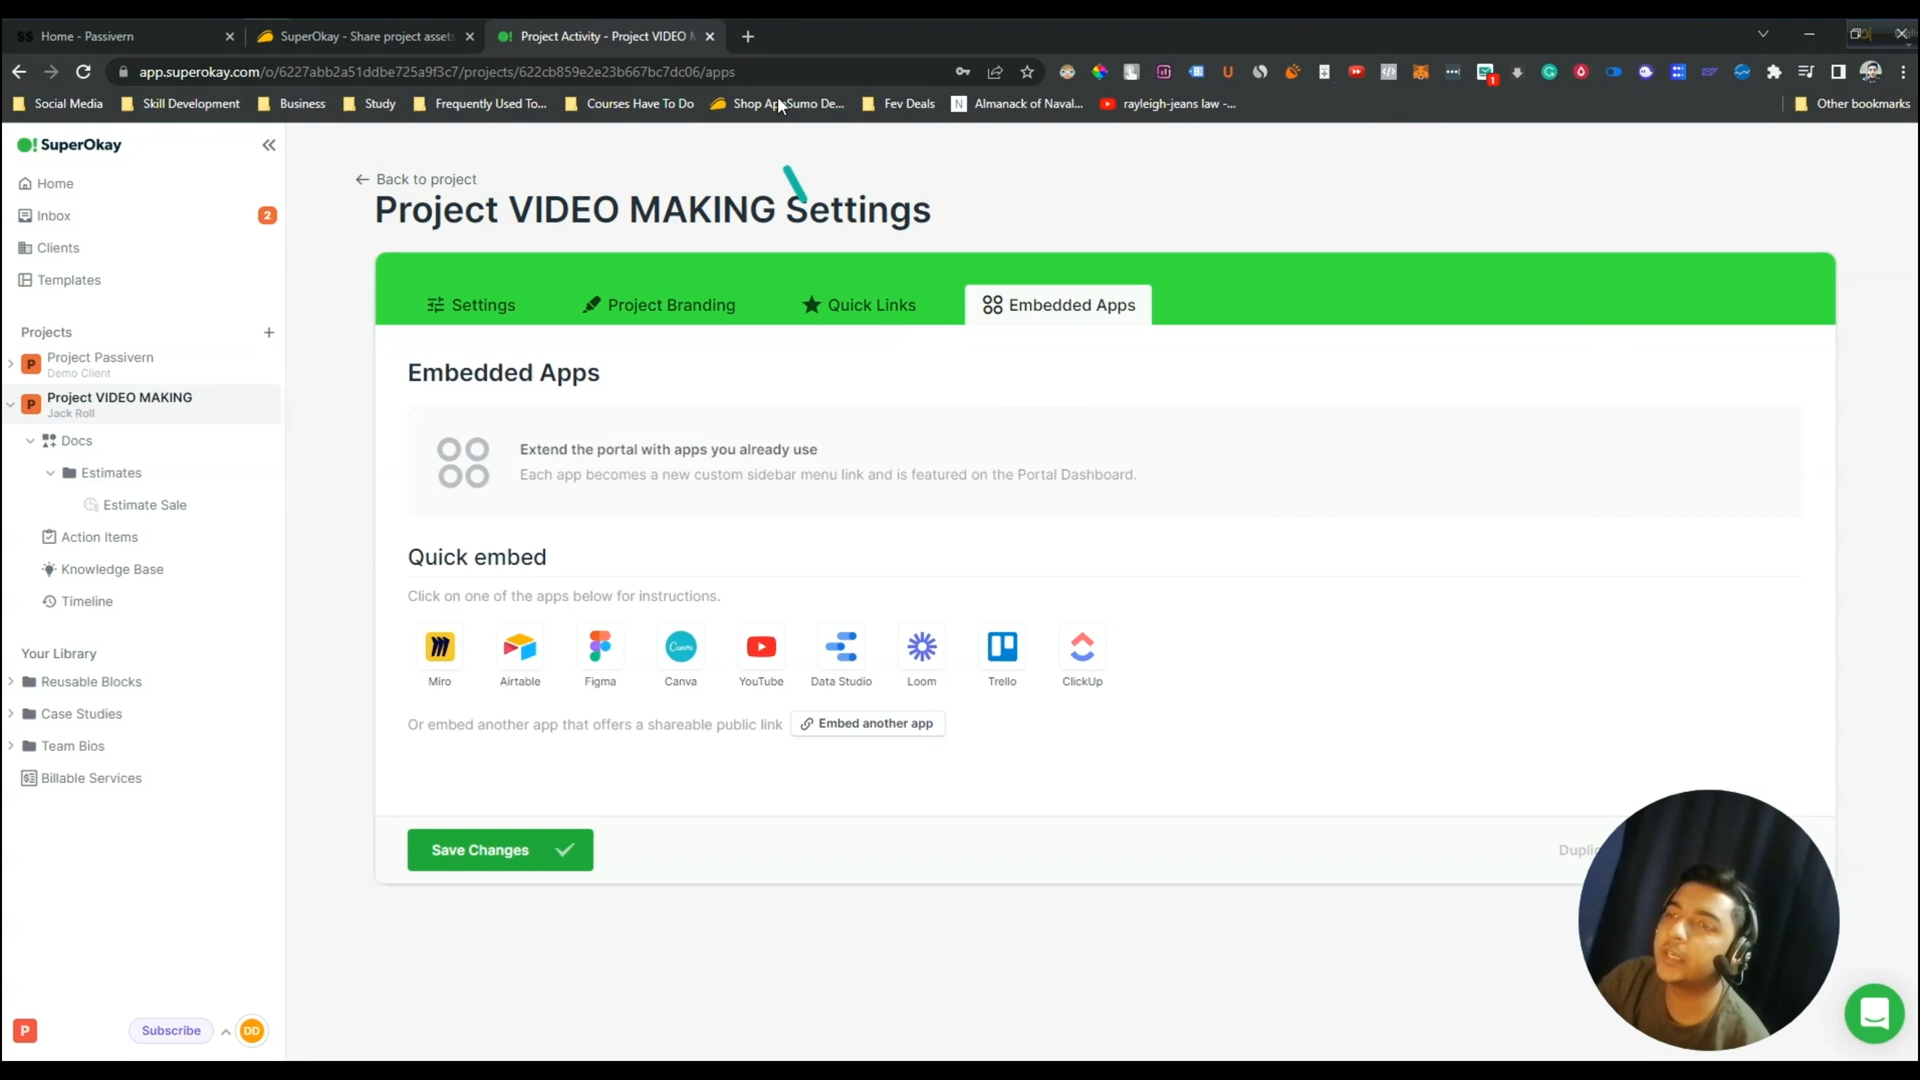 Home - Passivern
SuperOkay - Share project asset
Project Activity - Project VIDEO
app.superokay.com/o/6227abb2a51ddbe725a9f3c7/projects/622cb859e2e23b667bc7dc06/apps
Social Media
Skill Development
Business
Study
Frequently Used To...
Courses Have To Do
Shop AppSumo De...
Fev Deals
Almanack of Naval...
rayleigh-jeans law -...
Other bookmarks
SuperOkay
Home
Inbox
2
Clients
Templates
Projects
Project Passivern
Demo Client
Project VIDEO MAKING
Jack Roll
Docs
Estimates
Estimate Sale
Action Items
Knowledge Base
Timeline
Your Library
Reusable Blocks
Case Studies
Team Bios
Billable Services
P
Subscribe
DD
Back to project
Project VIDEO MAKING Settings
Settings
Project Branding
Quick Links
Embedded Apps
Embedded Apps
Extend the portal with apps you already use
Each app becomes a new custom sidebar menu link and is featured on the Portal Dashboard.
Quick embed
Click on one of the apps below for instructions.
Miro
Airtable
Figma
Canva
YouTube
Data Studio
Loom
Trello
ClickUp
Or embed another app that offers a shareable public link
Embed another app
Save Changes